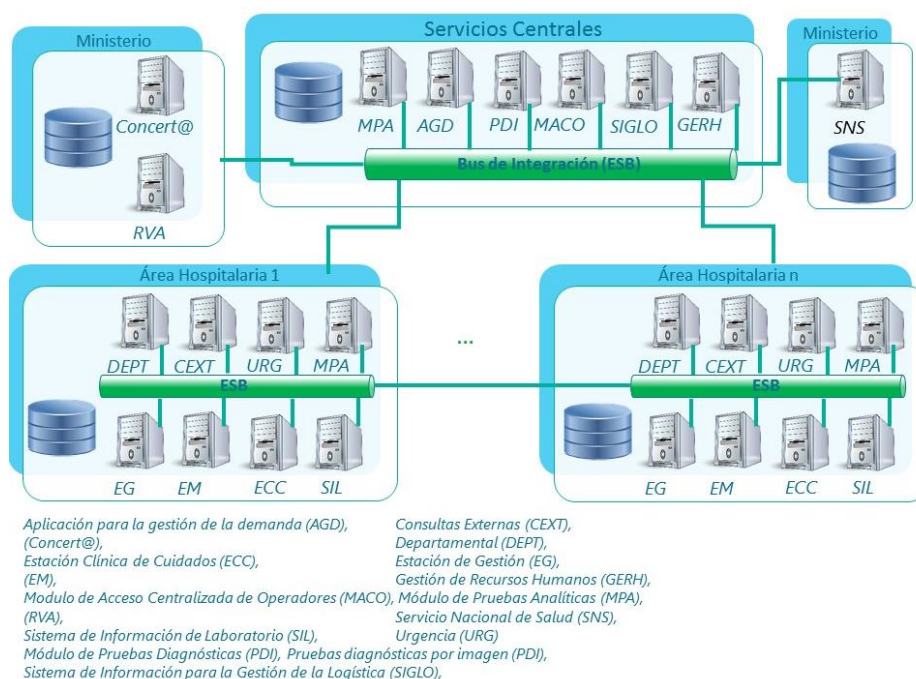 Ministerio
Servicios Centrales
Ministerio
Concert@
RVA
MPA AGD PDI MACO SIGLO GERH
Bus de Integración (ESB)
SNS
Área Hospitalaria 1
DEPT CEXT URG MPA
ESB
EG EM ECC SIL
...
Área Hospitalaria n
DEPT CEXT URG MPA
ESB
EG EM ECC SIL
Aplicación para la gestión de la demanda (AGD),
(Concert@),
Estación Clínica de Cuidados (ECC),
(EM),
Modulo de Acceso Centralizada de Operadores (MACO),
(RVA),
Sistema de Información de Laboratorio (SIL),
Módulo de Pruebas Diagnósticas (PDI), Pruebas diagnósticas por imagen (PDI),
Sistema de Información para la Gestión de la Logística (SIGLO),
Consultas Externas (CEXT),
Departamental (DEPT),
Estación de Gestión (EG),
Gestión de Recursos Humanos (GERH),
Módulo de Pruebas Analíticas (MPA),
Servicio Nacional de Salud (SNS),
Urgencia (URG)